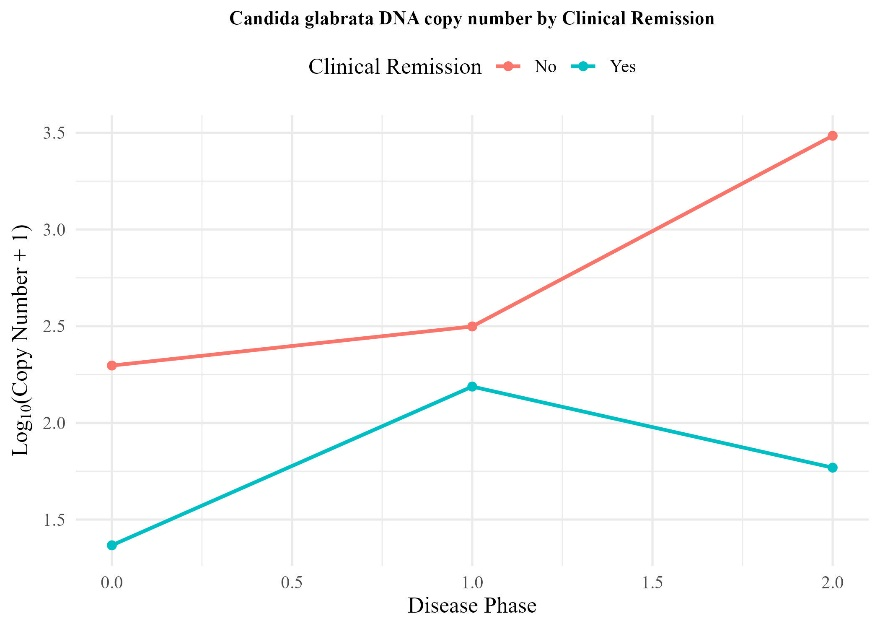 Candida glabrata DNA copy number by Clinical Remission
Clinical Remission No Yes
3.5
3.0
2.5
2.0
1.5
Log₁₀(Copy Number + 1)
0.0 0.5 1.0 1.5 2.0
Disease Phase